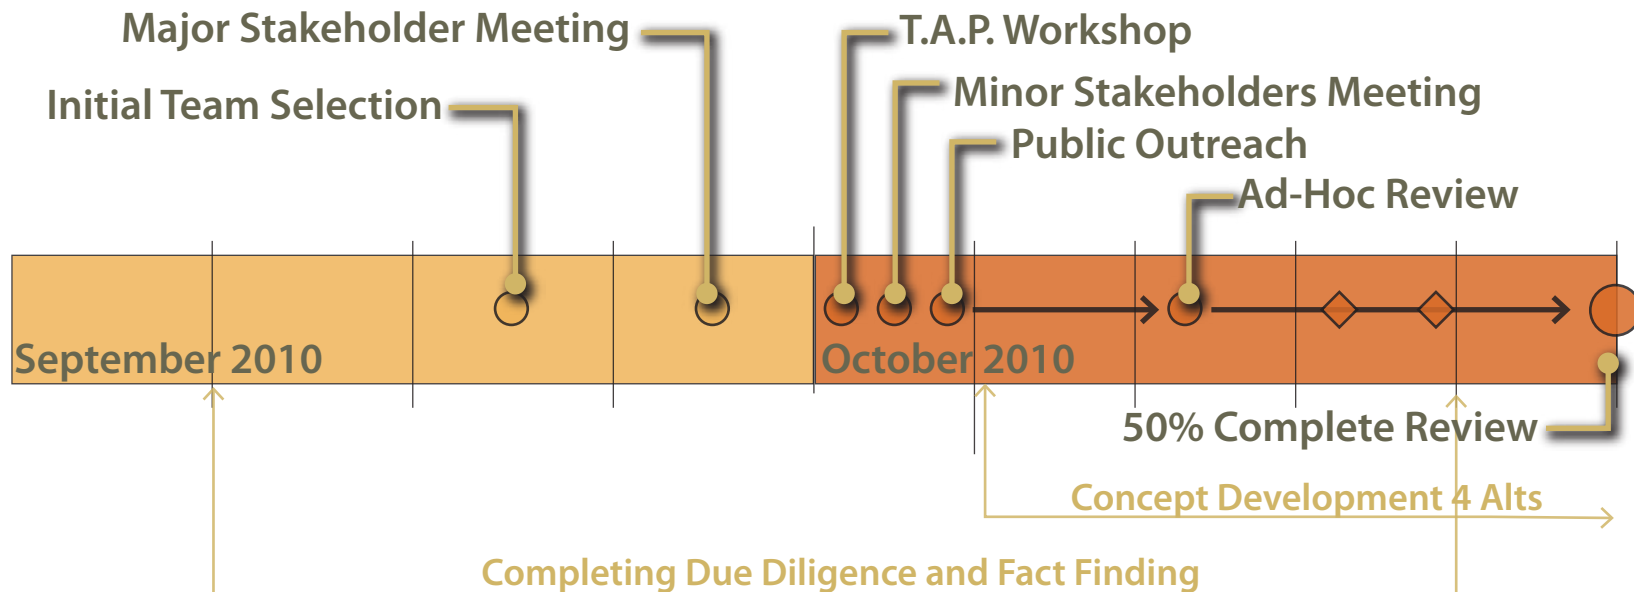 Major Stakeholder Meeting
T.A.P. Workshop
Initial Team Selection
Minor Stakeholders Meeting
Public Outreach
Ad-Hoc Review
September 2010
October 2010
50% Complete Review
Concept Development 4 Alts
Completing Due Diligence and Fact Finding